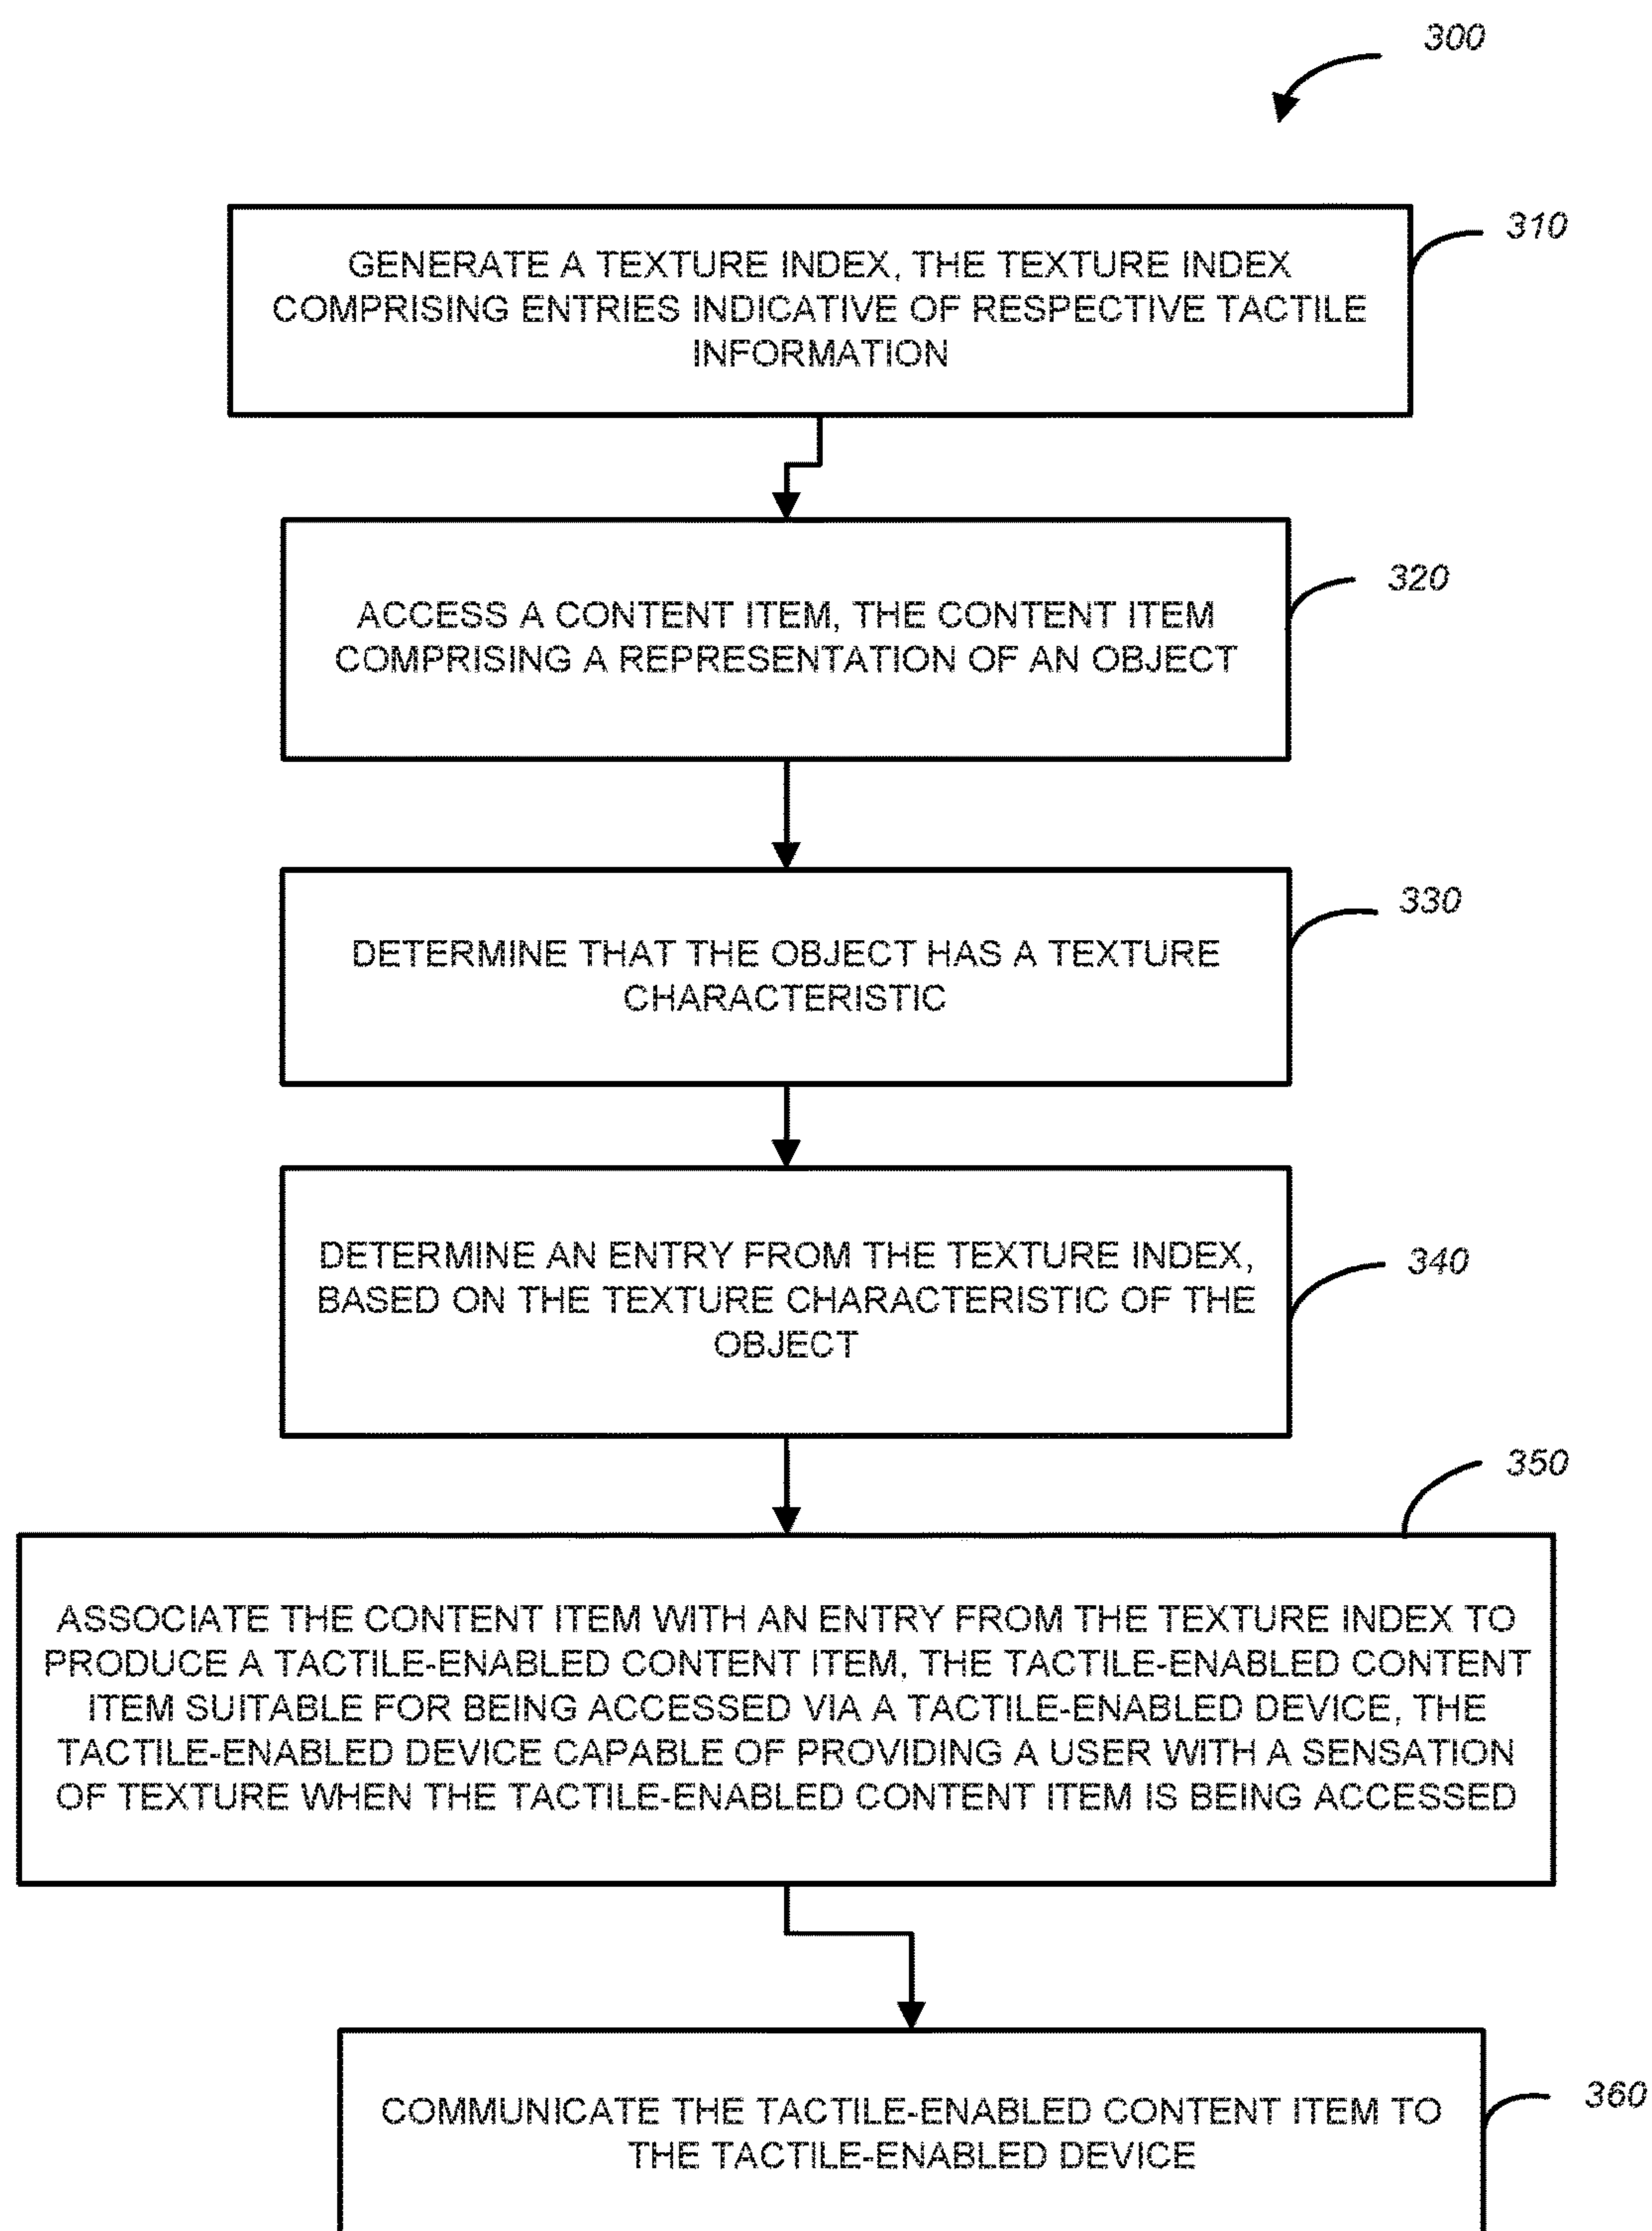 300
310
GENERATE A TEXTURE INDEX, THE TEXTURE INDEX
COMPRISING ENTRIES INDICATIVE OF RESPECTIVE TACTILE
INFORMATION
320
ACCESS A CONTENT ITEM, THE CONTENT ITEM
COMPRISING A REPRESENTATION OF AN OBJECT
330
DETERMINE THAT THE OBJECT HAS A TEXTURE
CHARACTERISTIC
340
DETERMINE AN ENTRY FROM THE TEXTURE INDEX,
BASED ON THE TEXTURE CHARACTERISTIC OF THE
OBJECT
350
ASSOCIATE THE CONTENT ITEM WITH AN ENTRY FROM THE TEXTURE INDEX TO
PRODUCE A TACTILE-ENABLED CONTENT ITEM, THE TACTILE-ENABLED CONTENT
ITEM SUITABLE FOR BEING ACCESSED VIA A TACTILE-ENABLED DEVICE, THE
TACTILE-ENABLED DEVICE CAPABLE OF PROVIDING A USER WITH A SENSATION
OF TEXTURE WHEN THE TACTILE-ENABLED CONTENT ITEM IS BEING ACCESSED
360
COMMUNICATE THE TACTILE-ENABLED CONTENT ITEM TO
THE TACTILE-ENABLED DEVICE